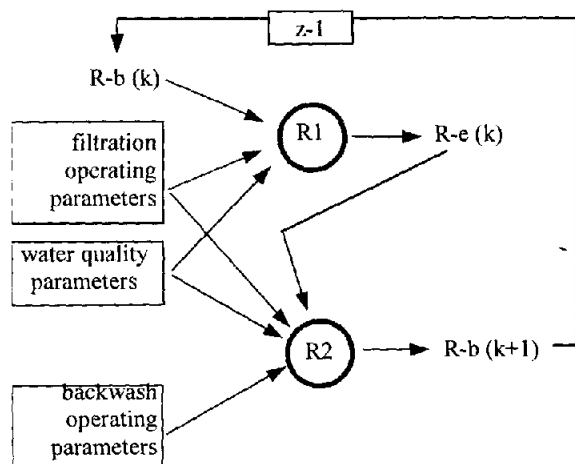 z-1
R-b (k)
R1
R-e (k)
filtration
operating
parameters
water quality
parameters
R2
R-b (k+1)
backwash
operating
parameters